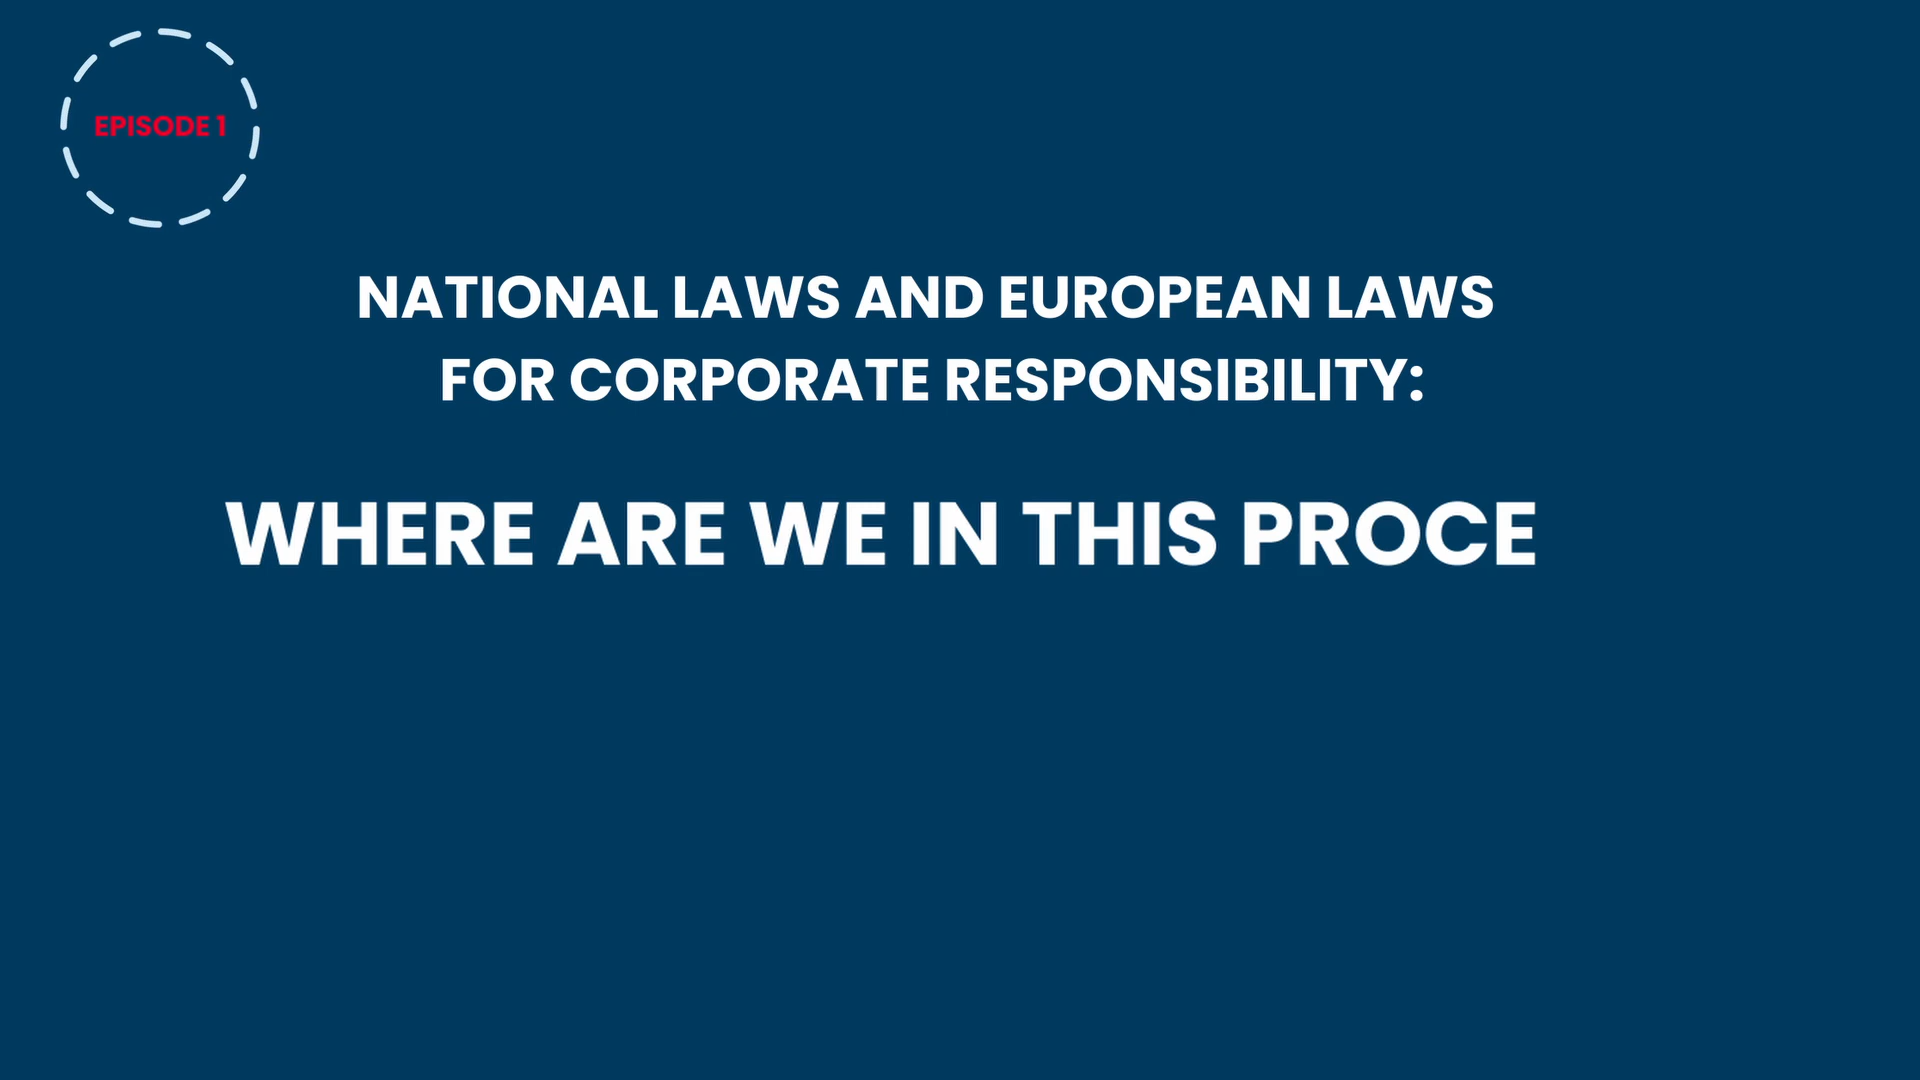 EPISODE 1
NATIONAL LAWS AND EUROPEAN LAWS
FOR CORPORATE RESPONSIBILITY:
WHERE ARE WE IN THIS PROCE